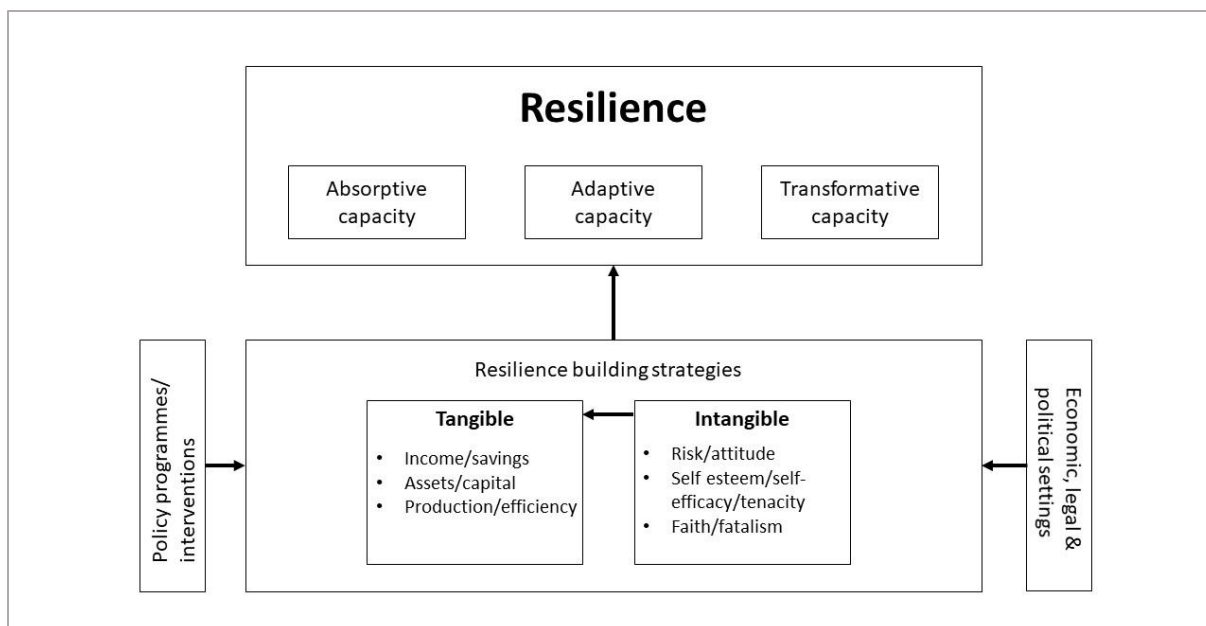 Resilience
Absorptive
capacity
Adaptive
capacity
Transformative
capacity
Policy programmes/
interventions
Resilience building strategies
Tangible
• Income/savings
• Assets/capital
• Production/efficiency
Intangible
• Risk/attitude
• Self esteem/self-
efficacy/tenacity
• Faith/fatalism
Economic, legal &
political settings